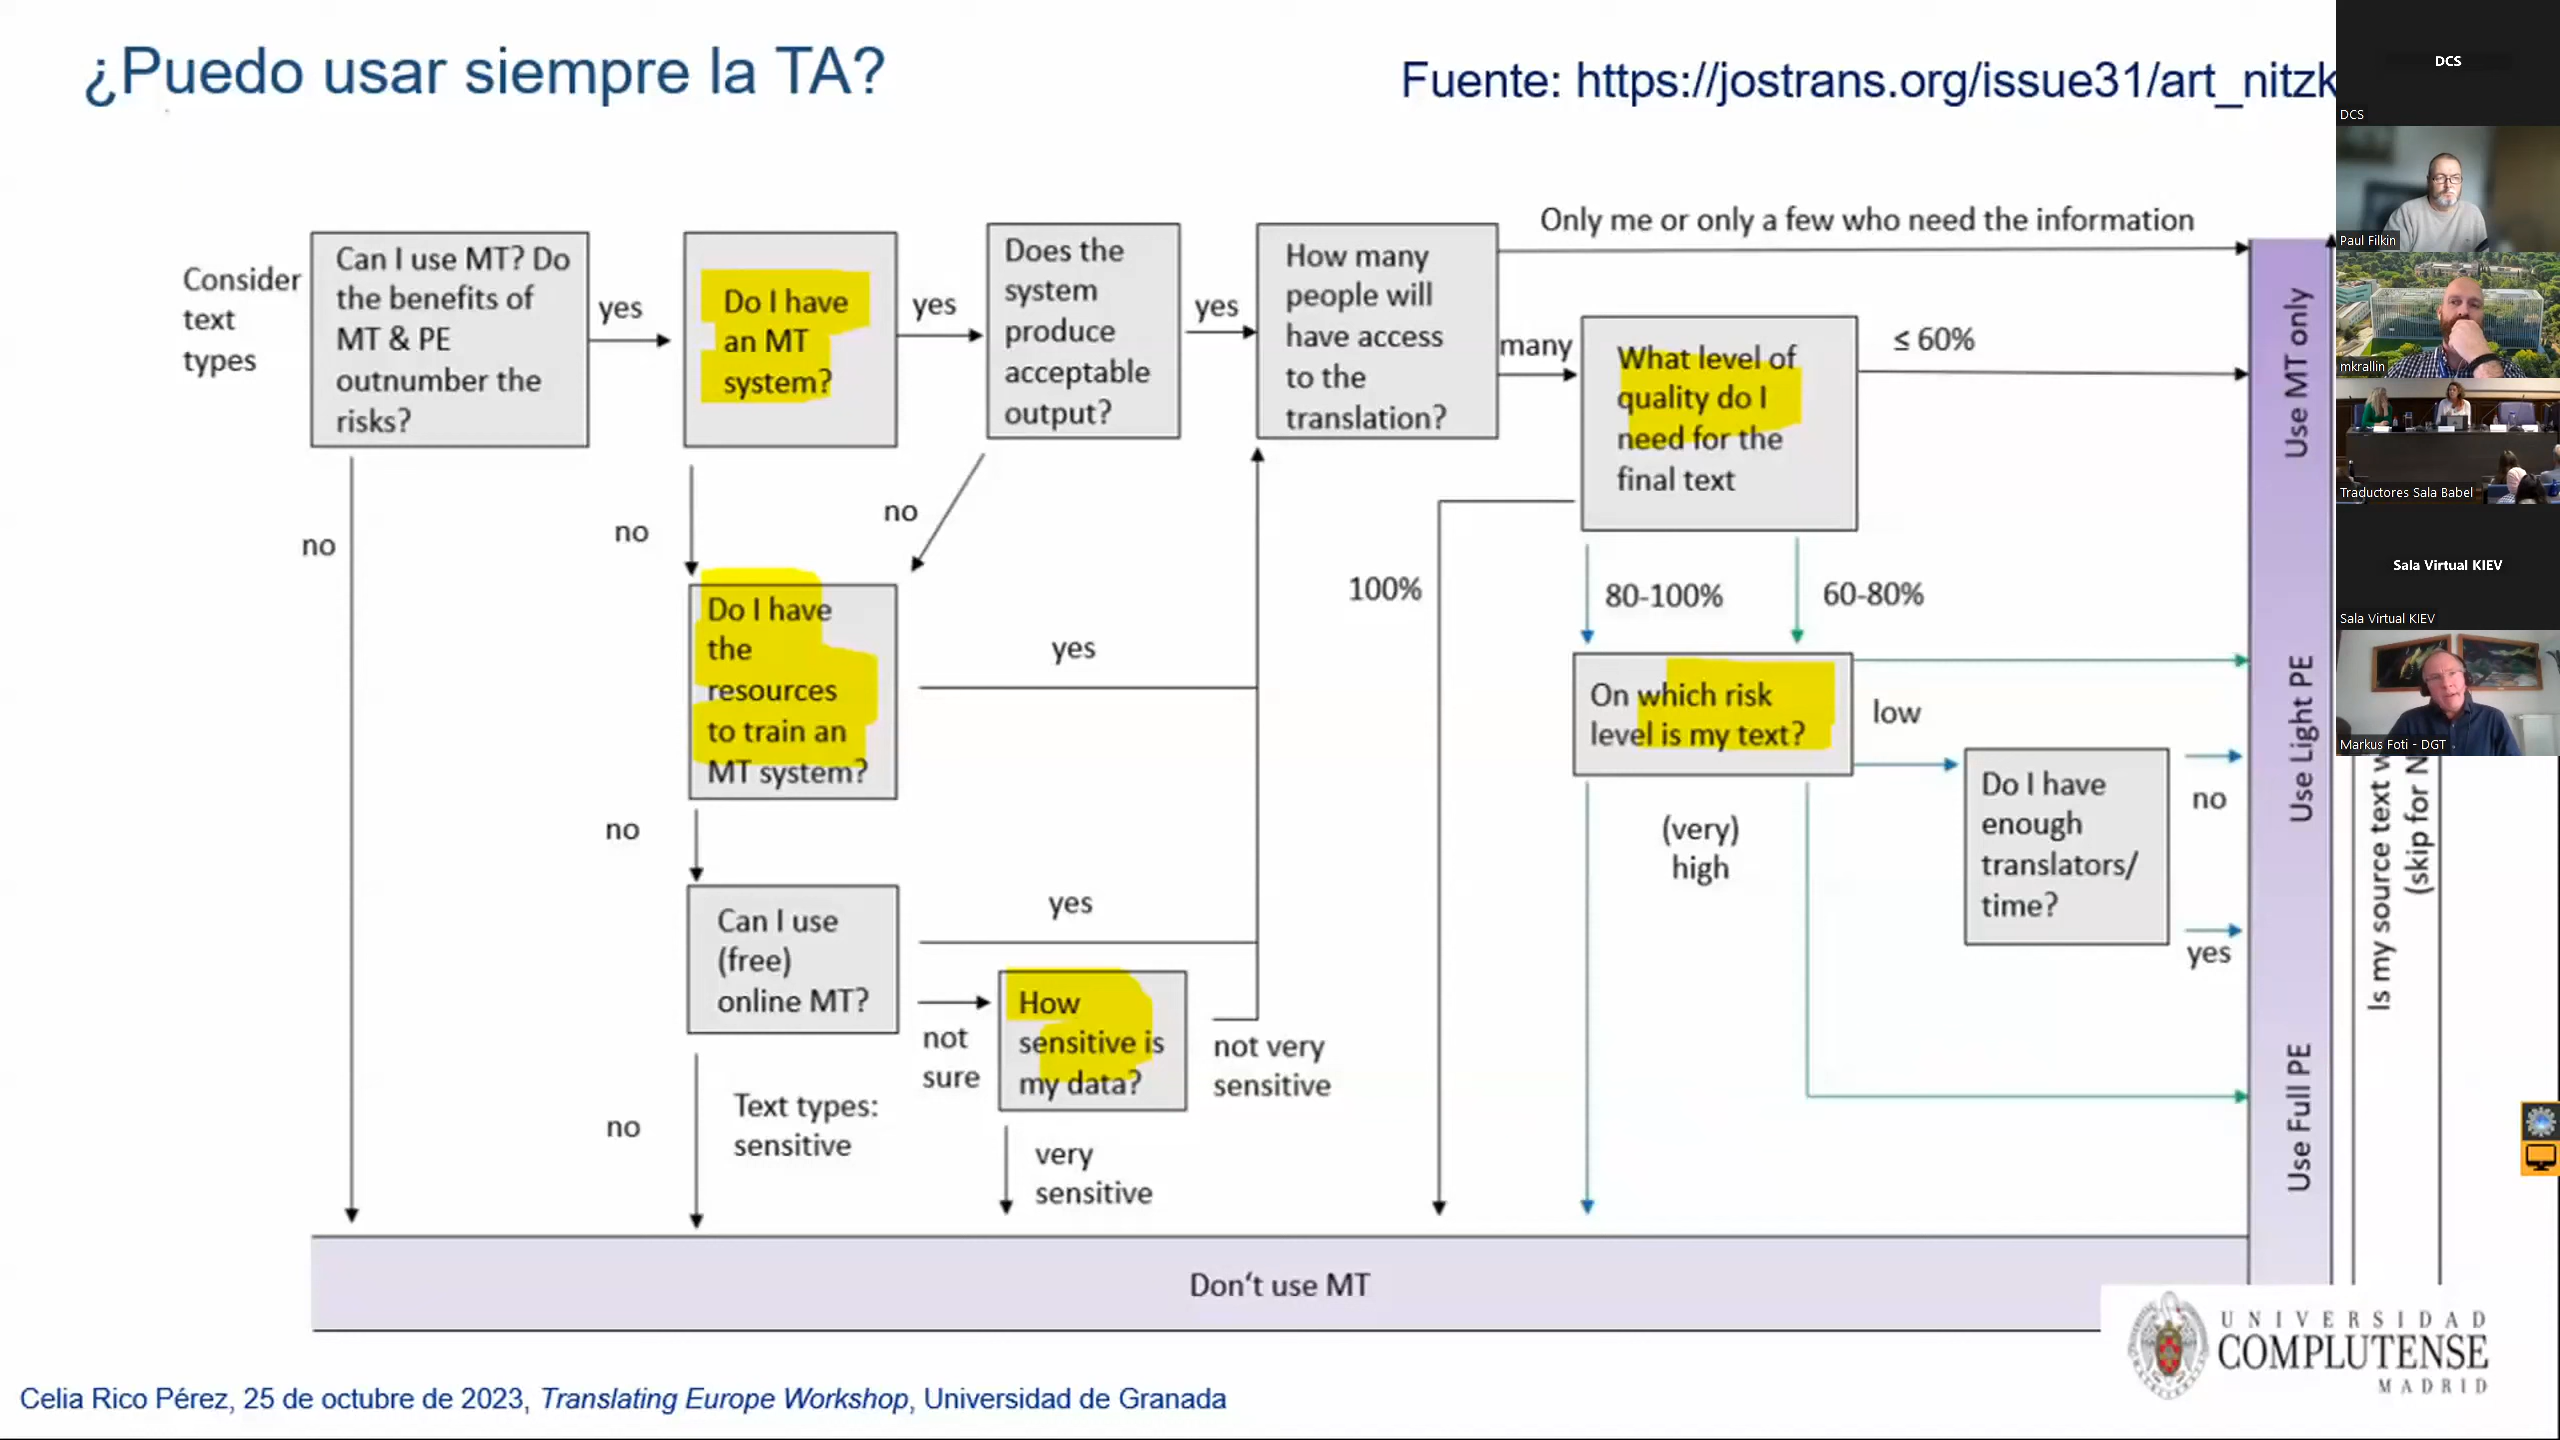 ¿Puedo usar siempre la TA?
Fuente: https://jostrans.org/issue31/art_nitzk
Consider
text
types
Can I use MT? Do
the benefits of
MT & PE
outnumber the
risks?
yes
no
Do I have
an MT
system?
yes
no
Does the
system
produce
acceptable
output?
yes
no
How many
people will
have access
to the
translation?
Only me or only a few who need the information
many
What level of
quality do I
need for the
final text
≤ 60%
100%
80-100%
60-80%
Do I have
the
resources
to train an
MT system?
yes
no
On which risk
level is my text?
low
(very)
high
Do I have
enough
translators/
time?
no
yes
Can I use
(free)
online MT?
yes
not
sure
no
Text types:
sensitive
How
sensitive is
my data?
not very
sensitive
very
sensitive
Use MT only
Use Light PE
Use Full PE
Is my source text
(skip for
Don't use MT
UNIVERSIDAD
COMPLUTENSE
MADRID
Celia Rico Pérez, 25 de octubre de 2023, Translating Europe Workshop, Universidad de Granada
DCS
DCS
Paul Filkin
mkrallin
Traductores Sala Babel
Sala Virtual KIEV
Sala Virtual KIEV
Markus Foti - DGT